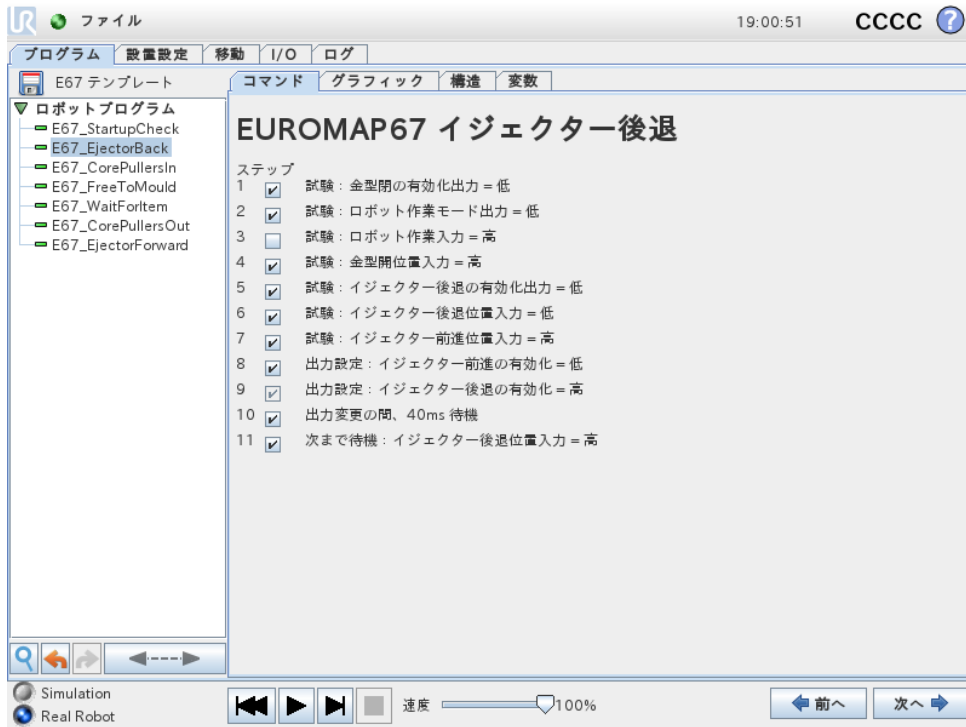 UR ファイル 19:00:51 CCCC ?
プログラム 設置設定 移動 I/O ログ
E67 テンプレート コマンド グラフィック 構造 変数
ロボットプログラム
E67_StartupCheck
E67_EjectorBack
E67_CorePullersIn
E67_FreeToMould
E67_WaitForItem
E67_CorePullersOut
E67_EjectorForward
EUROMAP67 イジェクター後退
ステップ
1 試験：金型閉の有効化出力 = 低
2 試験：ロボット作業モード出力 = 低
3 試験：ロボット作業入力 = 高
4 試験：金型開位置入力 = 高
5 試験：イジェクター後退の有効化出力 = 低
6 試験：イジェクター後退位置入力 = 低
7 試験：イジェクター前進位置入力 = 高
8 出力設定：イジェクター前進の有効化 = 低
9 出力設定：イジェクター後退の有効化 = 高
10 出力変更の間、40ms 待機
11 次まで待機：イジェクター後退位置入力 = 高
Simulation
Real Robot
速度 100% 前へ 次へ